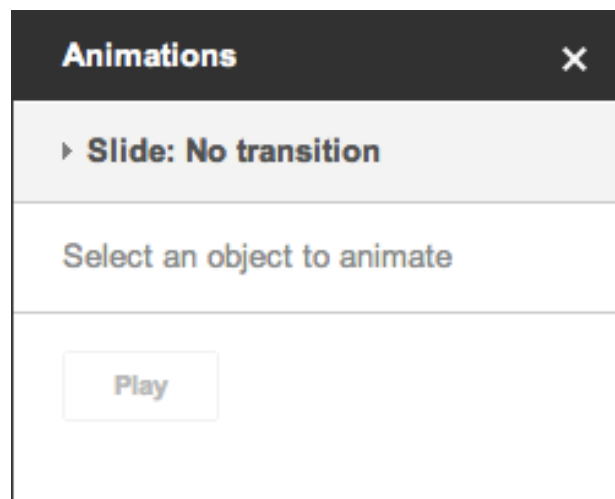 Animations
Slide: No transition
Select an object to animate
Play